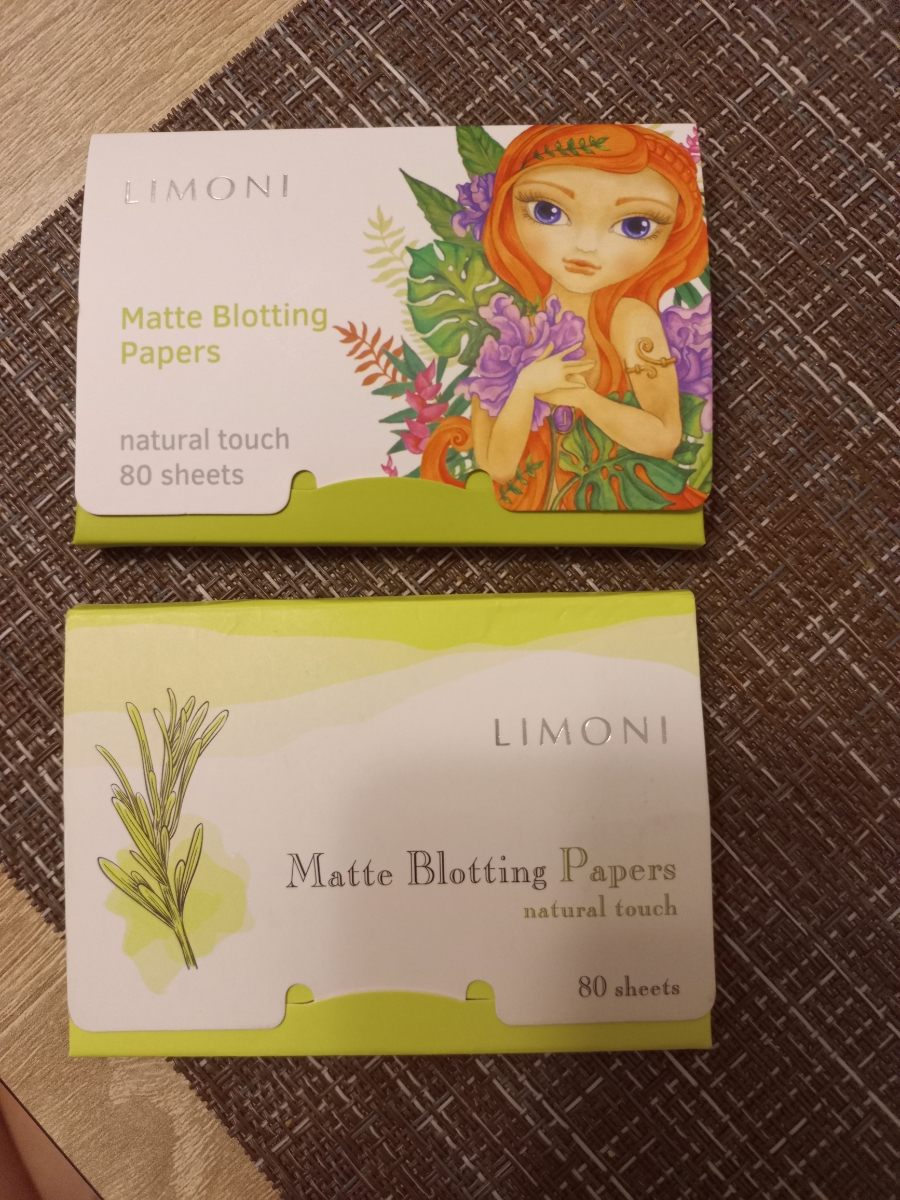 LIMONI
Matte Blotting
Papers
natural touch
80 sheets
LIMONI
Matte Blotting Papers
natural touch
80 sheets